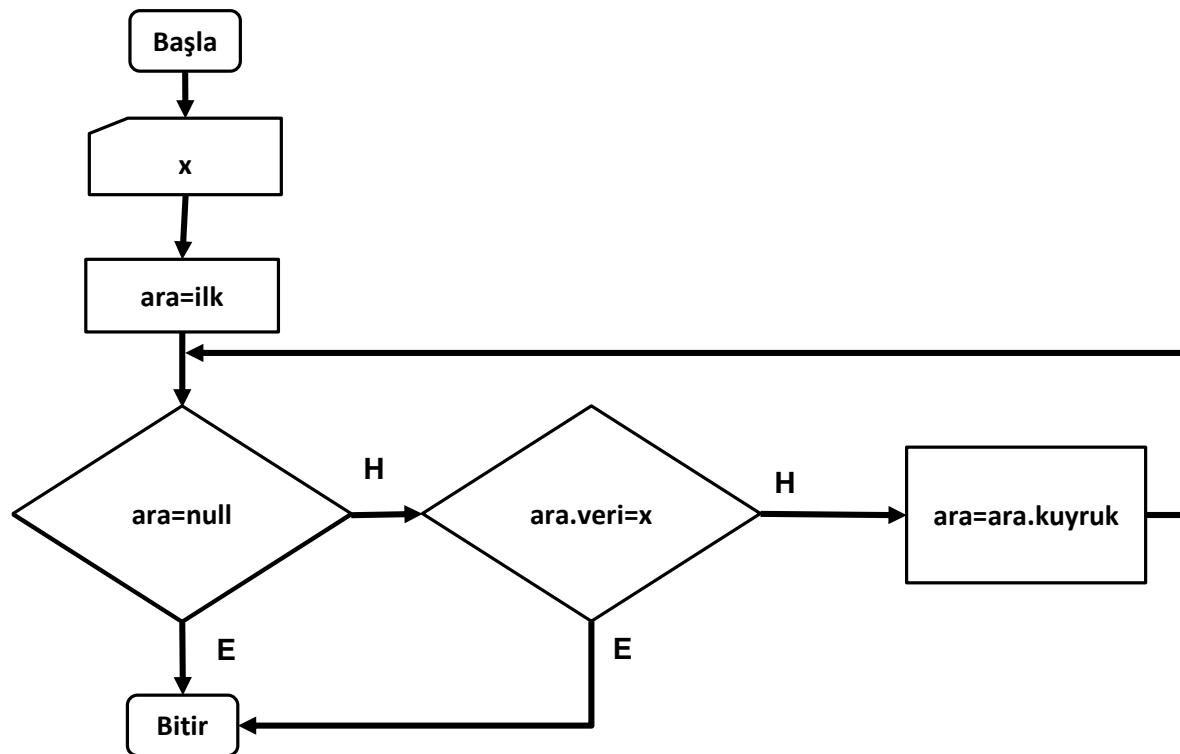 Başla
x
ara=ilk
ara=null
H
ara.veri=x
H
ara=ara.kuyruk
E
E
Bitir